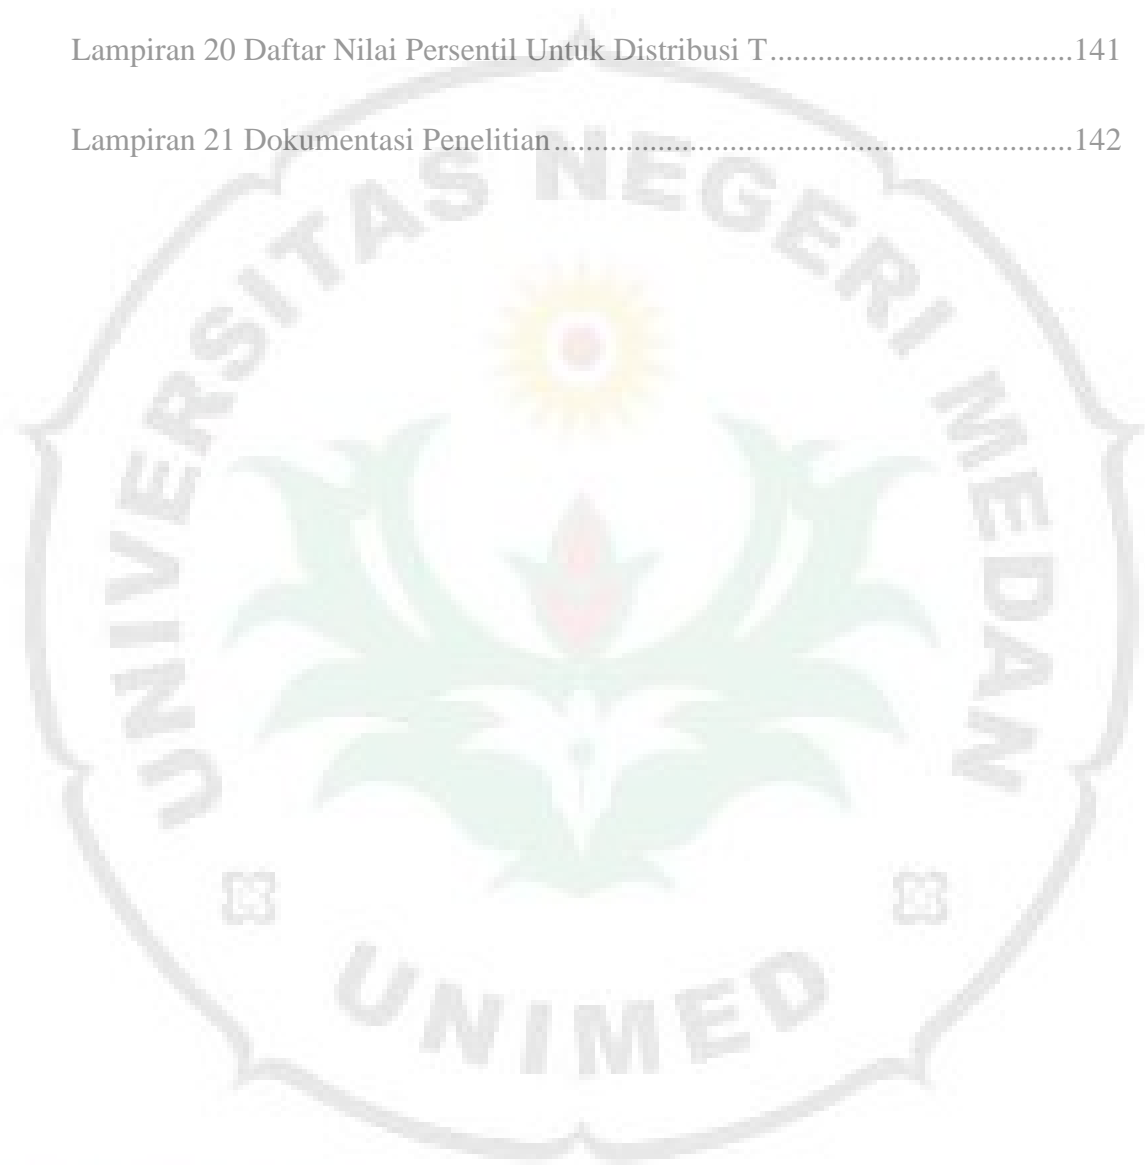 Lampiran 20 Daftar Nilai Persentil Untuk Distribusi T.....................................141
Lampiran 21 Dokumentasi Penelitian.................................................................142
UNIVERSITAS NEGERI MEDAN
UNIMED